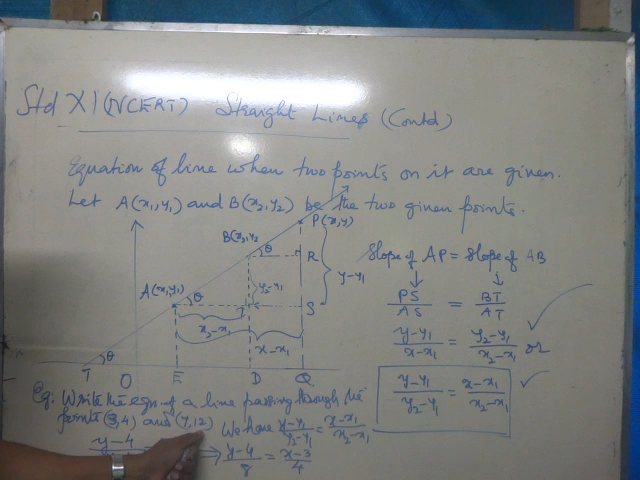 Std XI (NCERT) Straight Lines (Contd)
Equation of line when two points on it are given.
Let A(x₁,y₁) and B(x₂,y₂) be the two given points.
P(x,y)
B(x₂,y₂
θ
R
A(x₁,y₁)
θ
y₂-y₁
y-y₁
T
S
x₂-x₁
x-x₁
θ
T O E D Q
Slope of AP = Slope of AB
PS/AS = BT/AT
y-y₁/x-x₁ = y₂-y₁/x₂-x₁ or
y-y₁/y₂-y₁ = x-x₁/x₂-x₁
Eg: Write the eqn. of a line passing through the
points (3,4) and (7,12) We have y-y₁/y₂-y₁ = x-x₁/x₂-x₁
y-4
→ y-4/8 = x-3/4